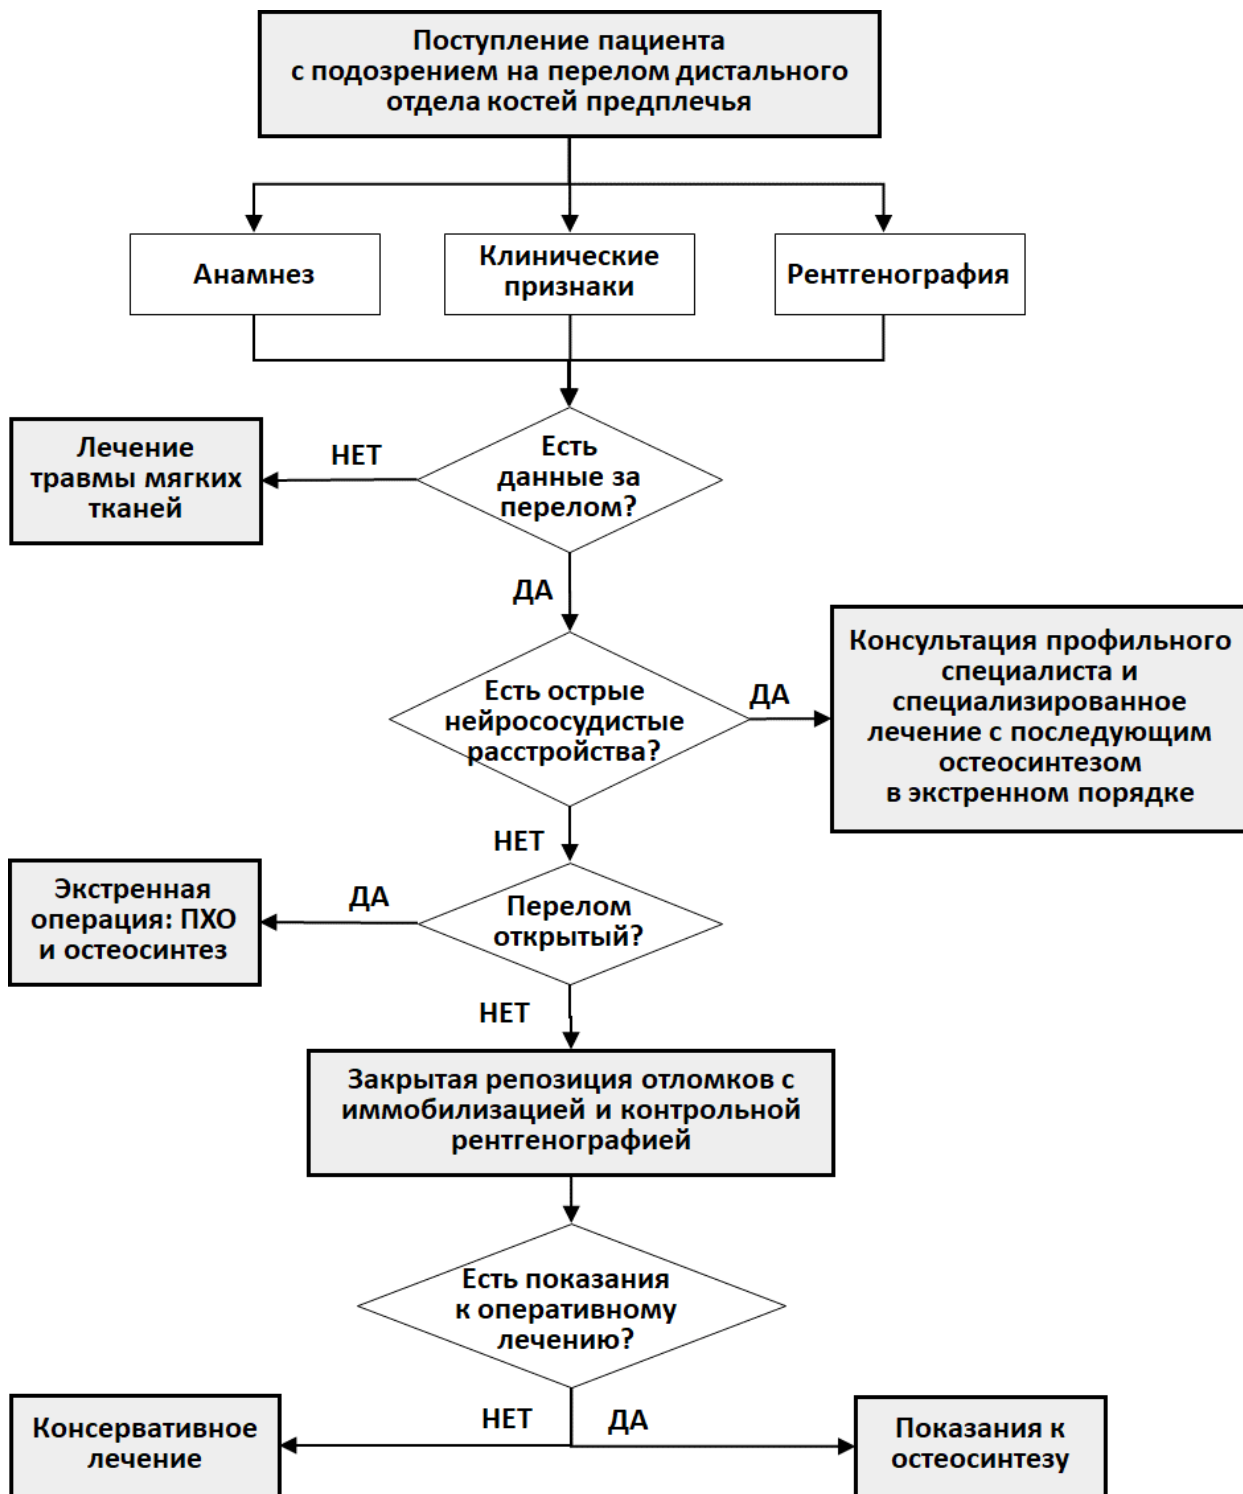 Поступление пациента
с подозрением на перелом дистального
отдела костей предплечья
Анамнез
Клинические
признаки
Рентгенография
Есть
данные за
перелом?
НЕТ
Лечение
травмы мягких
тканей
ДА
Есть острые
нейрососудистые
расстройства?
ДА
Консультация профильного
специалиста и
специализированное
лечение с последующим
остеосинтезом
в экстренном порядке
НЕТ
Перелом
открытый?
ДА
Экстренная
операция: ПХО
и остеосинтез
НЕТ
Закрытая репозиция отломков с
иммобилизацией и контрольной
рентгенографией
Есть показания
к оперативному
лечению?
НЕТ
ДА
Консервативное
лечение
Показания к
остеосинтезу